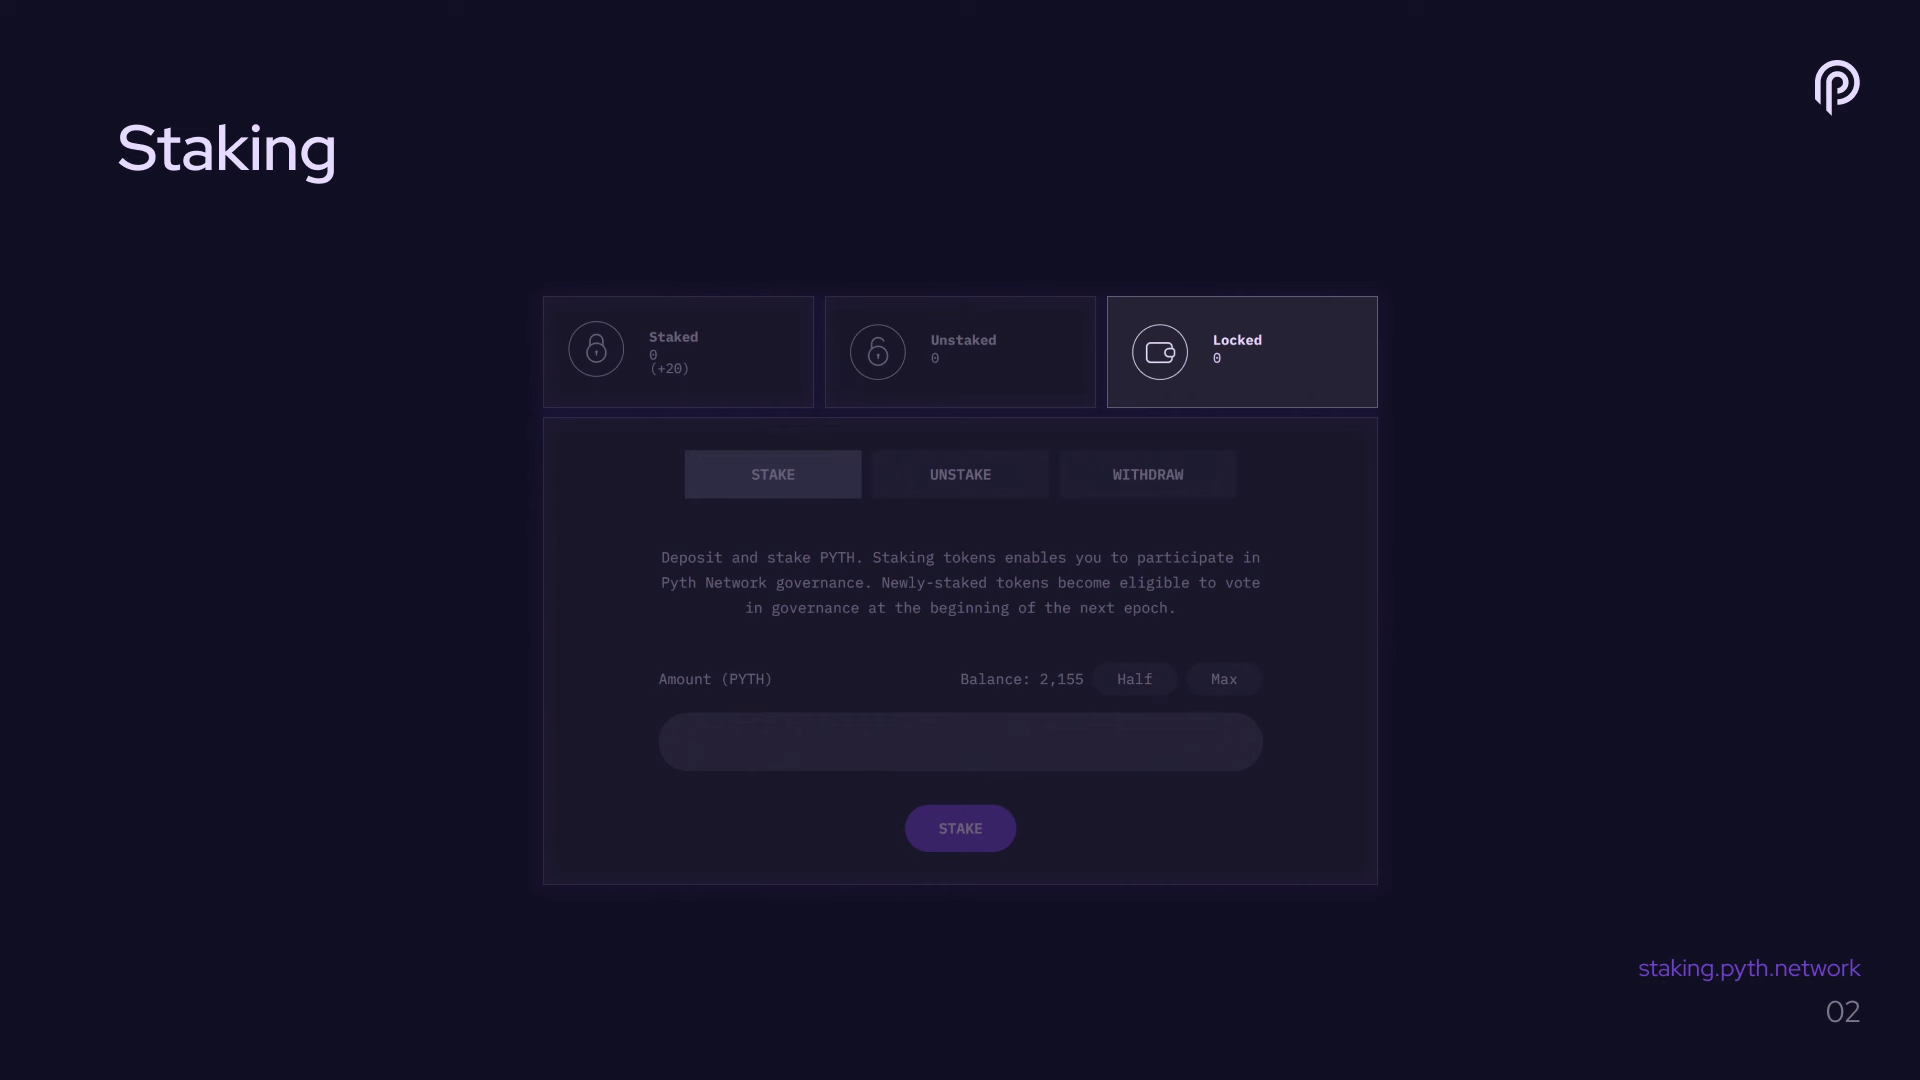 Staking
Staked
0
(+20)
Unstaked
0
Locked
0
STAKE
UNSTAKE
WITHDRAW
Deposit and stake PYTH. Staking tokens enables you to participate in
Pyth Network governance. Newly-staked tokens become eligible to vote
in governance at the beginning of the next epoch.
Amount (PYTH)
Balance: 2,155
Half
Max
STAKE
staking.pyth.network
02